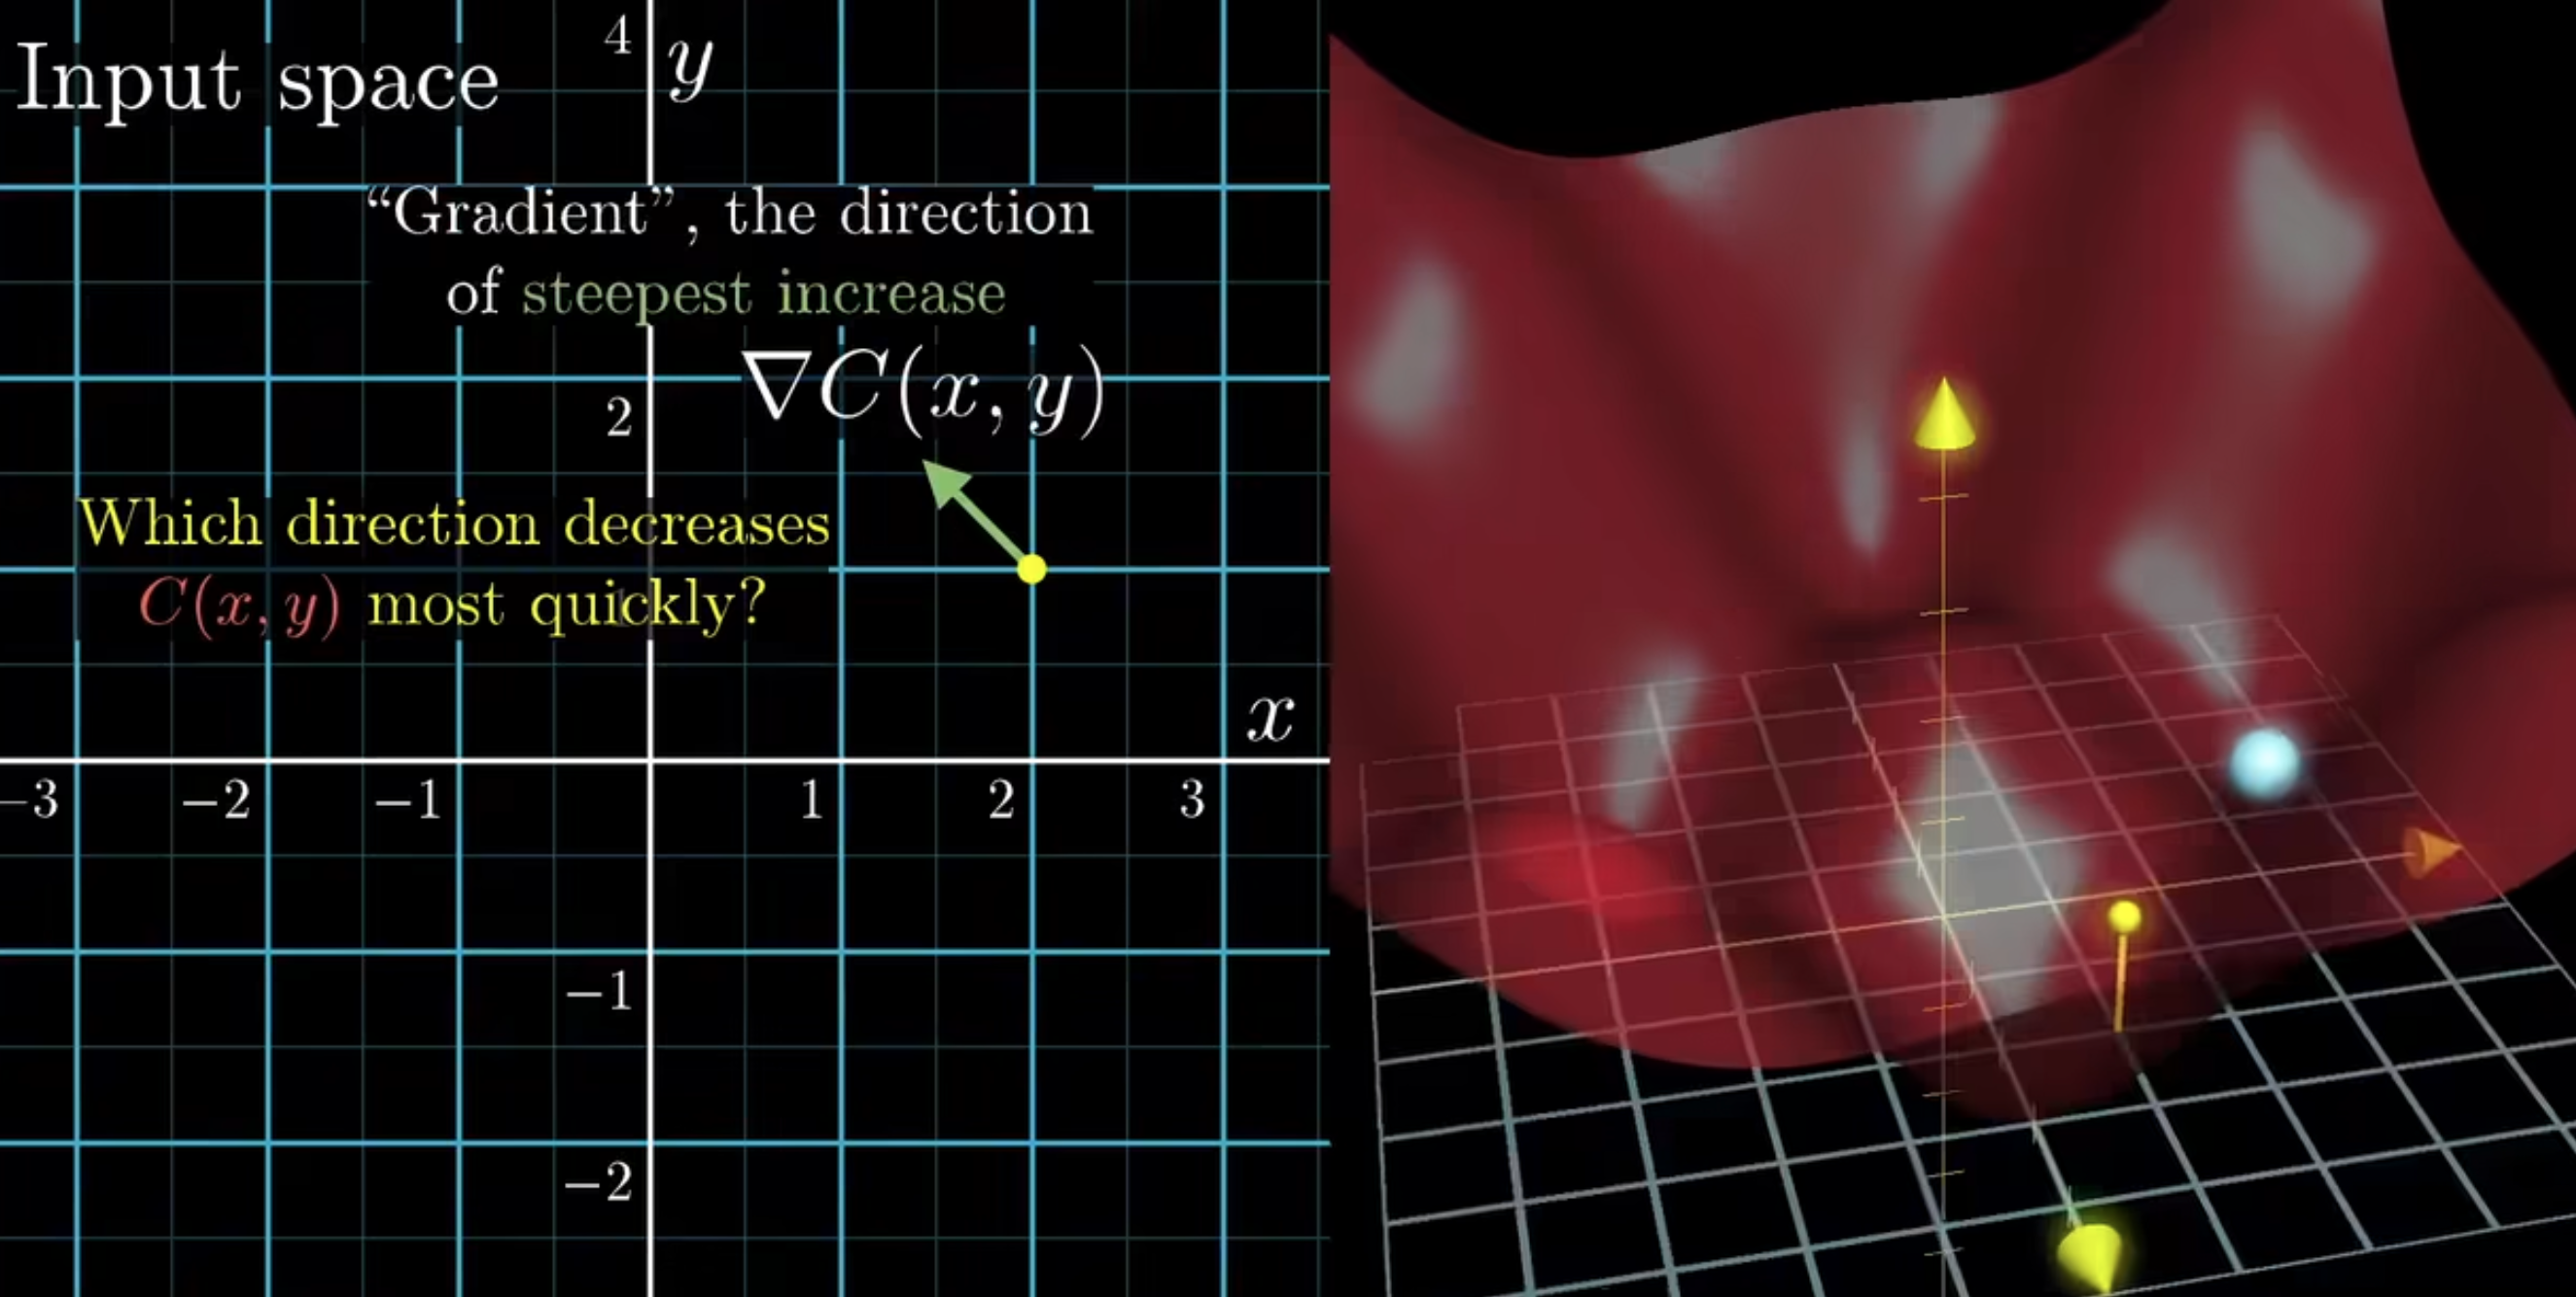 Input space
4 y
“Gradient”, the direction
of steepest increase
∇C(x, y)
2
Which direction decreases
C(x, y) most quickly?
1
x
−3 −2 −1 1 2 3
−1
−2